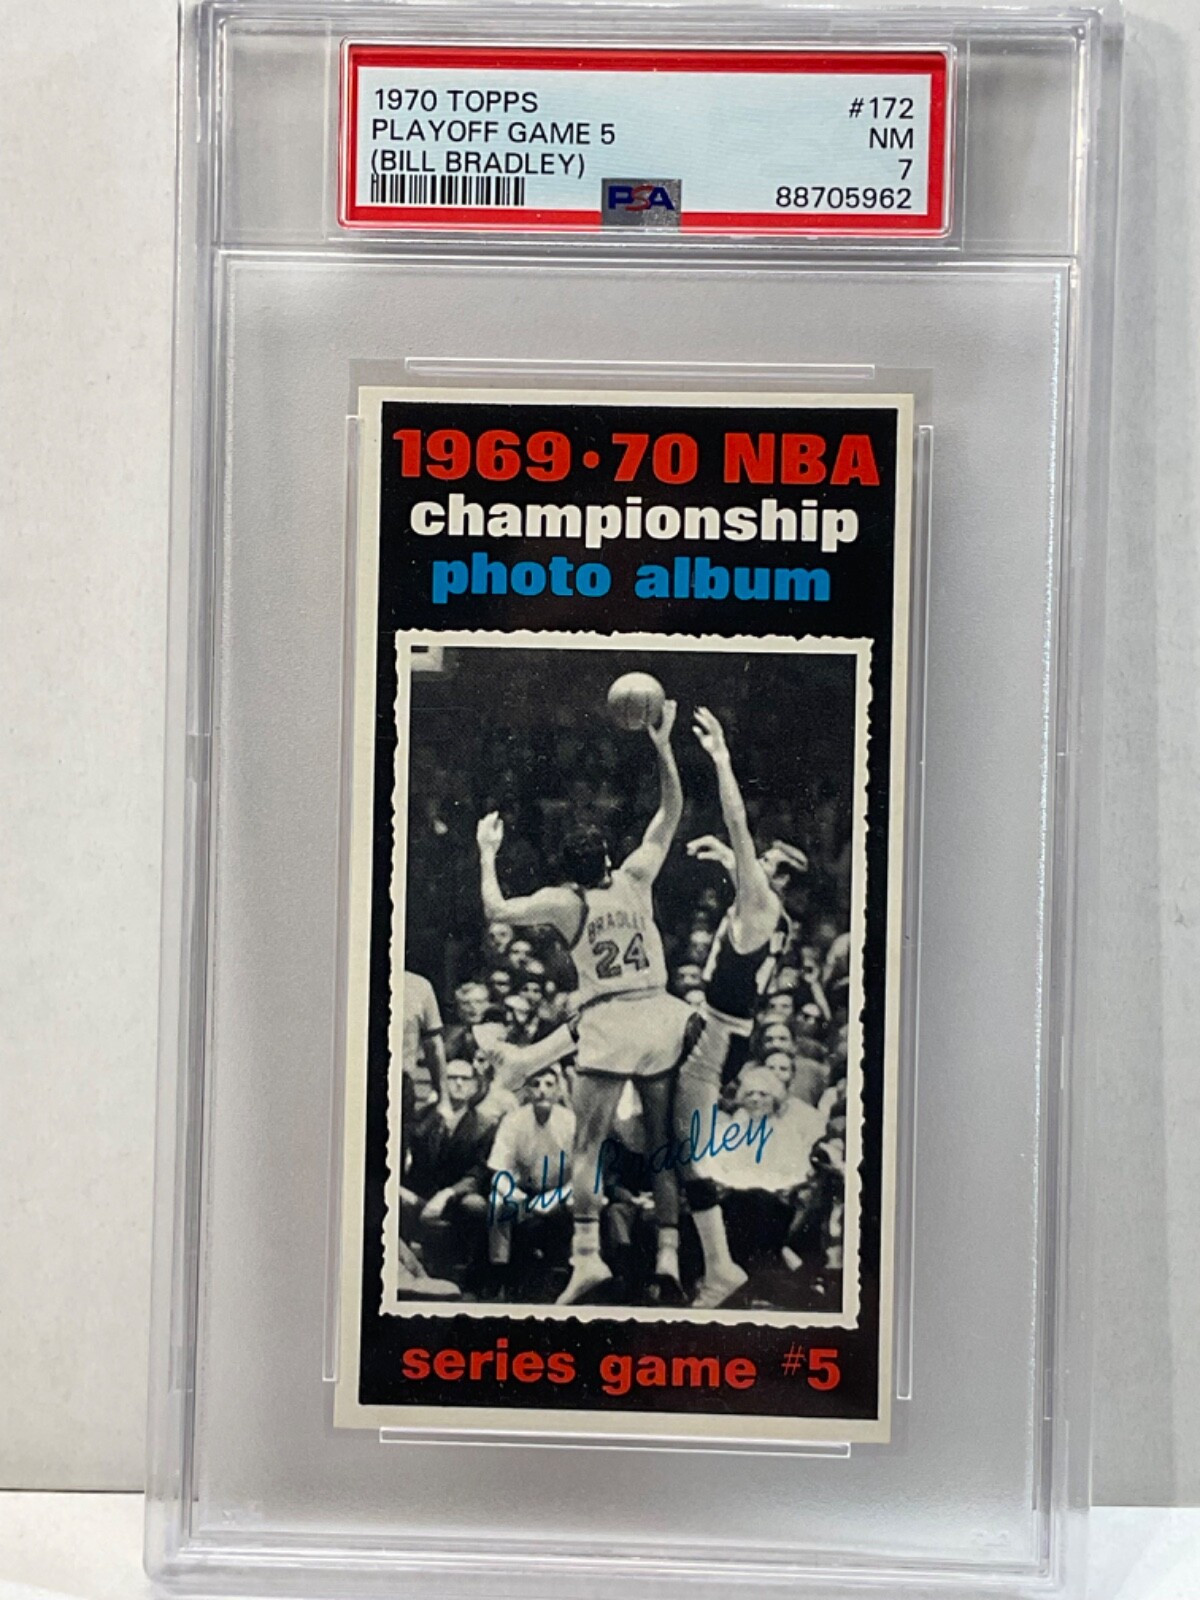 1970 TOPPS #172
PLAYOFF GAME 5 NM
(BILL BRADLEY) 7
PSA 88705962
1969·70 NBA
championship
photo album
24
Bill Bradley
series game #5